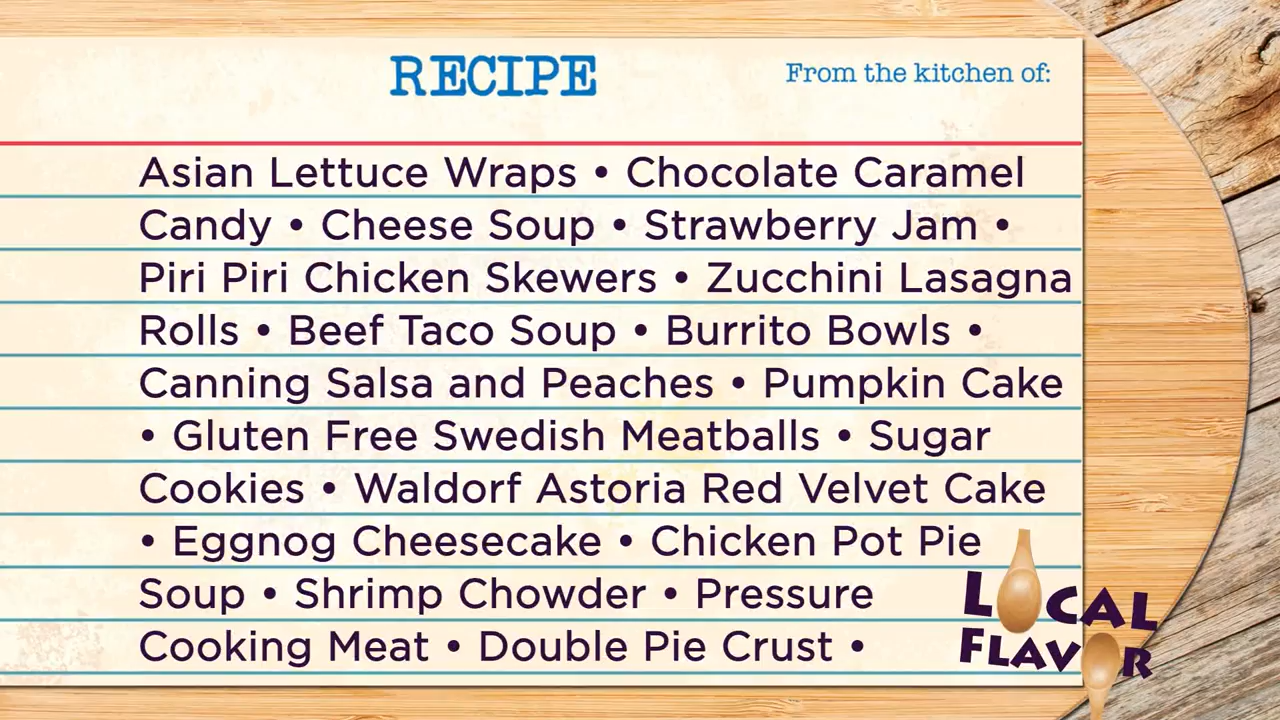 RECIPE
From the kitchen of:
Asian Lettuce Wraps • Chocolate Caramel
Candy • Cheese Soup • Strawberry Jam •
Piri Piri Chicken Skewers • Zucchini Lasagna
Rolls • Beef Taco Soup • Burrito Bowls •
Canning Salsa and Peaches • Pumpkin Cake
• Gluten Free Swedish Meatballs • Sugar
Cookies • Waldorf Astoria Red Velvet Cake
• Eggnog Cheesecake • Chicken Pot Pie
Soup • Shrimp Chowder • Pressure
Cooking Meat • Double Pie Crust •
LOCAL
FLAVOR